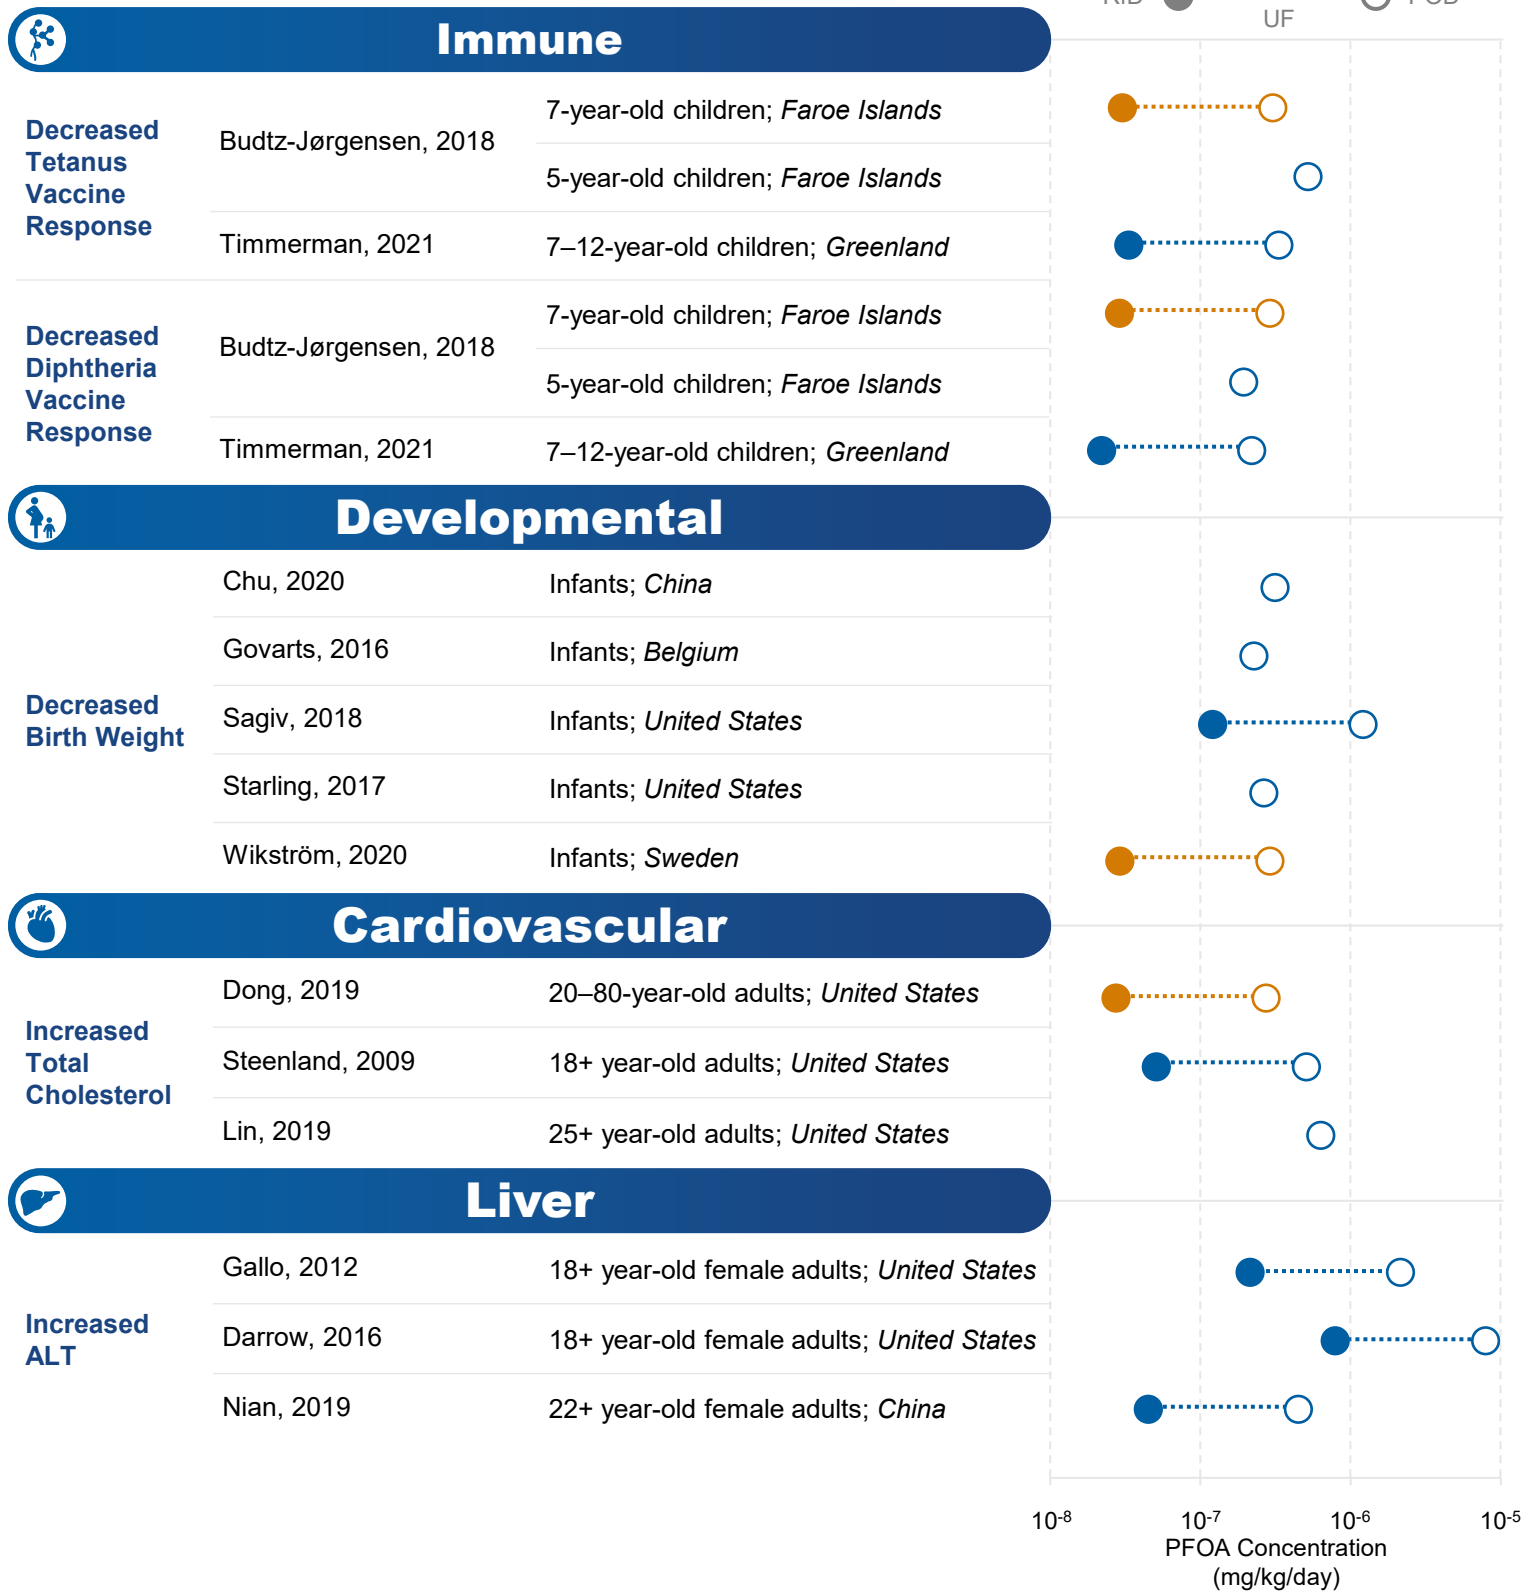 UF
Immune
Decreased
Tetanus
Vaccine
Response
Budtz-Jørgensen, 2018
7-year-old children; Faroe Islands
5-year-old children; Faroe Islands
Timmerman, 2021
7–12-year-old children; Greenland
Decreased
Diphtheria
Vaccine
Response
Budtz-Jørgensen, 2018
7-year-old children; Faroe Islands
5-year-old children; Faroe Islands
Timmerman, 2021
7–12-year-old children; Greenland
Developmental
Decreased
Birth Weight
Chu, 2020
Infants; China
Govarts, 2016
Infants; Belgium
Sagiv, 2018
Infants; United States
Starling, 2017
Infants; United States
Wikström, 2020
Infants; Sweden
Cardiovascular
Increased
Total
Cholesterol
Dong, 2019
20–80-year-old adults; United States
Steenland, 2009
18+ year-old adults; United States
Lin, 2019
25+ year-old adults; United States
Liver
Increased
ALT
Gallo, 2012
18+ year-old female adults; United States
Darrow, 2016
18+ year-old female adults; United States
Nian, 2019
22+ year-old female adults; China
10-8 10-7 10-6 10-5
PFOA Concentration
(mg/kg/day)